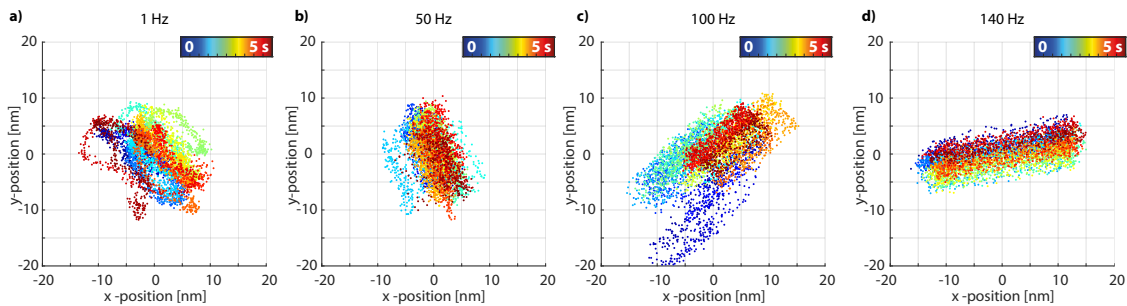 a) 1 Hz b) 50 Hz c) 100 Hz d) 140 Hz
20 20 20 20
0 5 s 0 5 s 0 5 s 0 5 s
10 10 10 10
y-position [nm] y-position [nm] y-position [nm] y-position [nm]
0 0 0 0
-10 -10 -10 -10
-20 -50 -20 -20
-20 -10 0 10 20 -20 -10 0 10 20 -20 -10 0 10 20 -20 -10 0 10 20
x -position [nm] x -position [nm] x -position [nm] x -position [nm]